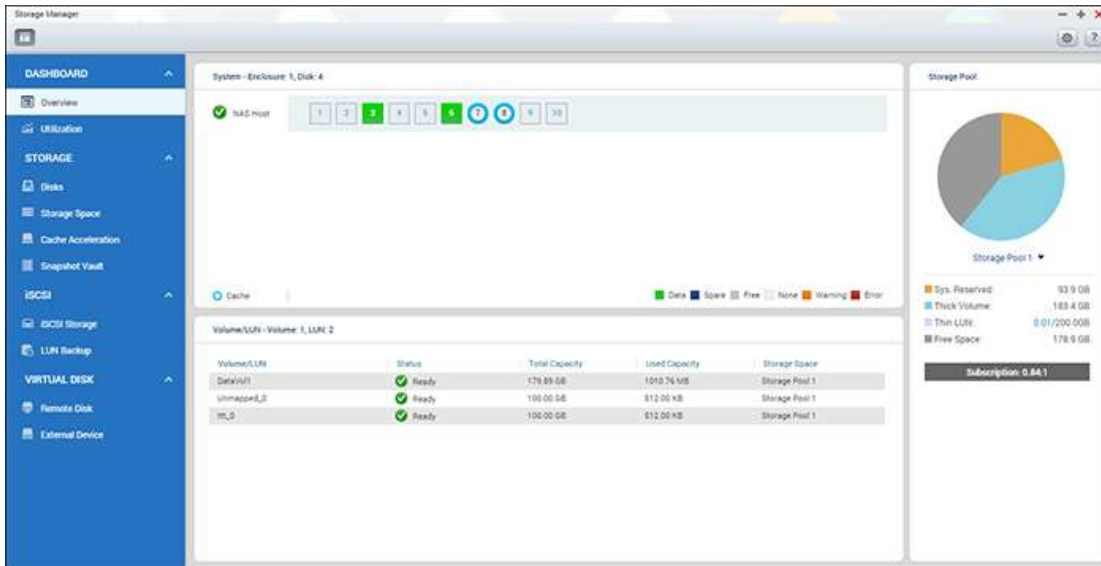 Storage Manager
DASHBOARD
Overview
Utilization
STORAGE
Disks
Storage Space
Cache Acceleration
Snapshot Vault
iSCSI
iSCSI Storage
LUN Backup
VIRTUAL DISK
Remote Disk
External Device
System - Enclosure: 1, Disk: 4
NAS Host 1 2 3 4 5 6 7 8 9 10
Cache
Data Spare Free None Warning Error
Volume/LUN - Volume: 1, LUN: 2
Volume/LUN Status Total Capacity Used Capacity Storage Space
DataVol1 Ready 179.89 GB 1010.76 MB Storage Pool 1
Unmapped_0 Ready 100.00 GB 512.00 KB Storage Pool 1
Ready 100.00 GB 512.00 KB Storage Pool 1
?
Storage Pool
Storage Pool 1
Sys. Reserved: 93.9 GB
Thick Volume: 183.4 GB
Thin LUN: 0.01/200.0GB
Free Space: 178.9 GB
Subscription: 0.84:1